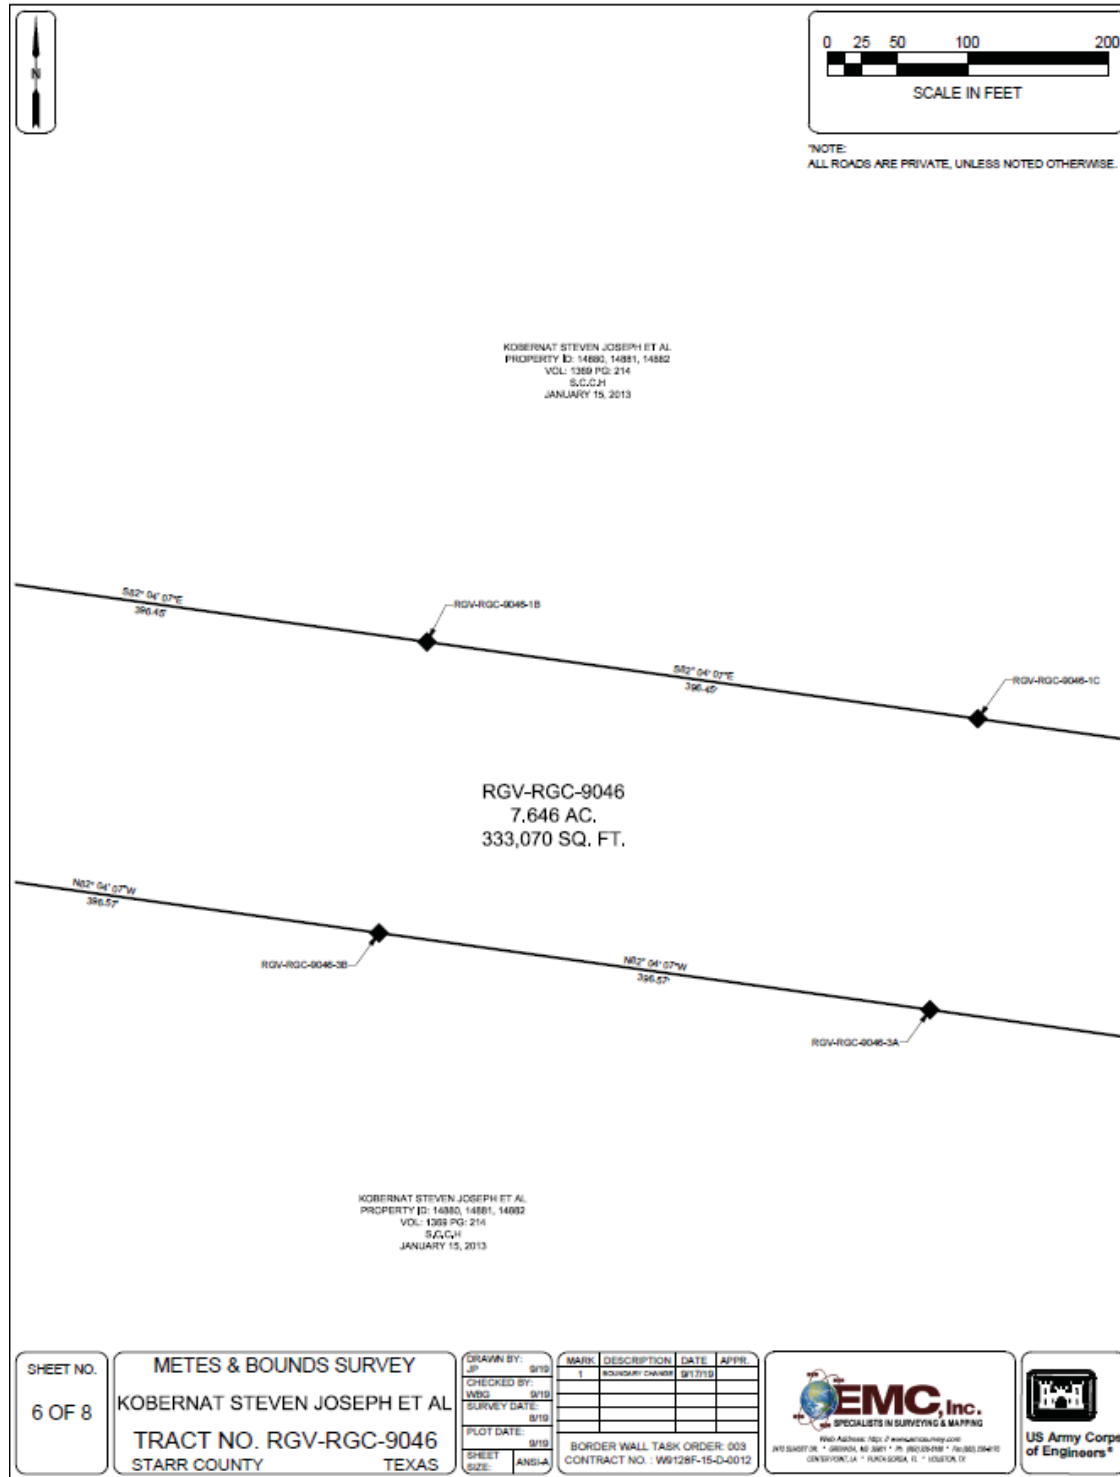 N
0 25 50 100 200
SCALE IN FEET
*NOTE:
ALL ROADS ARE PRIVATE, UNLESS NOTED OTHERWISE.
KOBERNAT STEVEN JOSEPH ET AL
PROPERTY ID: 14880, 14881, 14882
VOL: 1369 PG: 214
S.C.C.H
JANUARY 15, 2013
S82° 04' 07"E
396.45'
RGV-RGC-9046-1B
S82° 04' 07"E
396.45'
RGV-RGC-9046-1C
RGV-RGC-9046
7.646 AC.
333,070 SQ. FT.
N82° 04' 07"W
396.57'
RGV-RGC-9046-3B
N82° 04' 07"W
396.57'
RGV-RGC-9046-3A
KOBERNAT STEVEN JOSEPH ET AL
PROPERTY ID: 14880, 14881, 14882
VOL: 1369 PG: 214
S.C.C.H
JANUARY 15, 2013
SHEET NO.
6 OF 8
METES & BOUNDS SURVEY
KOBERNAT STEVEN JOSEPH ET AL
TRACT NO. RGV-RGC-9046
STARR COUNTY TEXAS
DRAWN BY:
JP 9/19
CHECKED BY:
WBG 9/19
SURVEY DATE:
8/19
PLOT DATE:
9/19
SHEET SIZE: ANSI-A
MARK DESCRIPTION DATE APPR.
1 BOUNDARY CHANGE 9/17/19
BORDER WALL TASK ORDER: 003
CONTRACT NO. : W9128F-15-D-0012
EMC, Inc.
SPECIALISTS IN SURVEYING & MAPPING
US Army Corps
of Engineers®